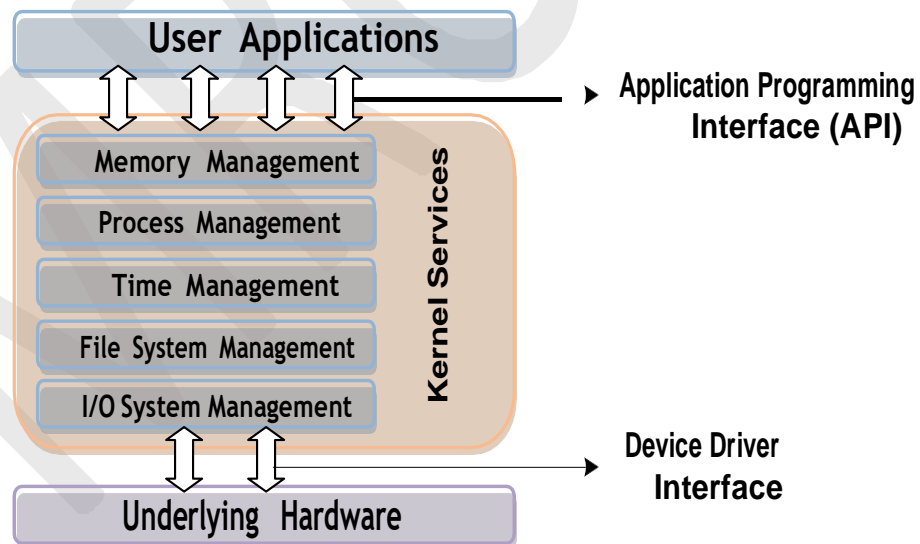 User Applications
Application Programming
Interface (API)
Memory Management
Process Management
Time Management
File System Management
I/O System Management
Kernel Services
Device Driver
Interface
Underlying Hardware